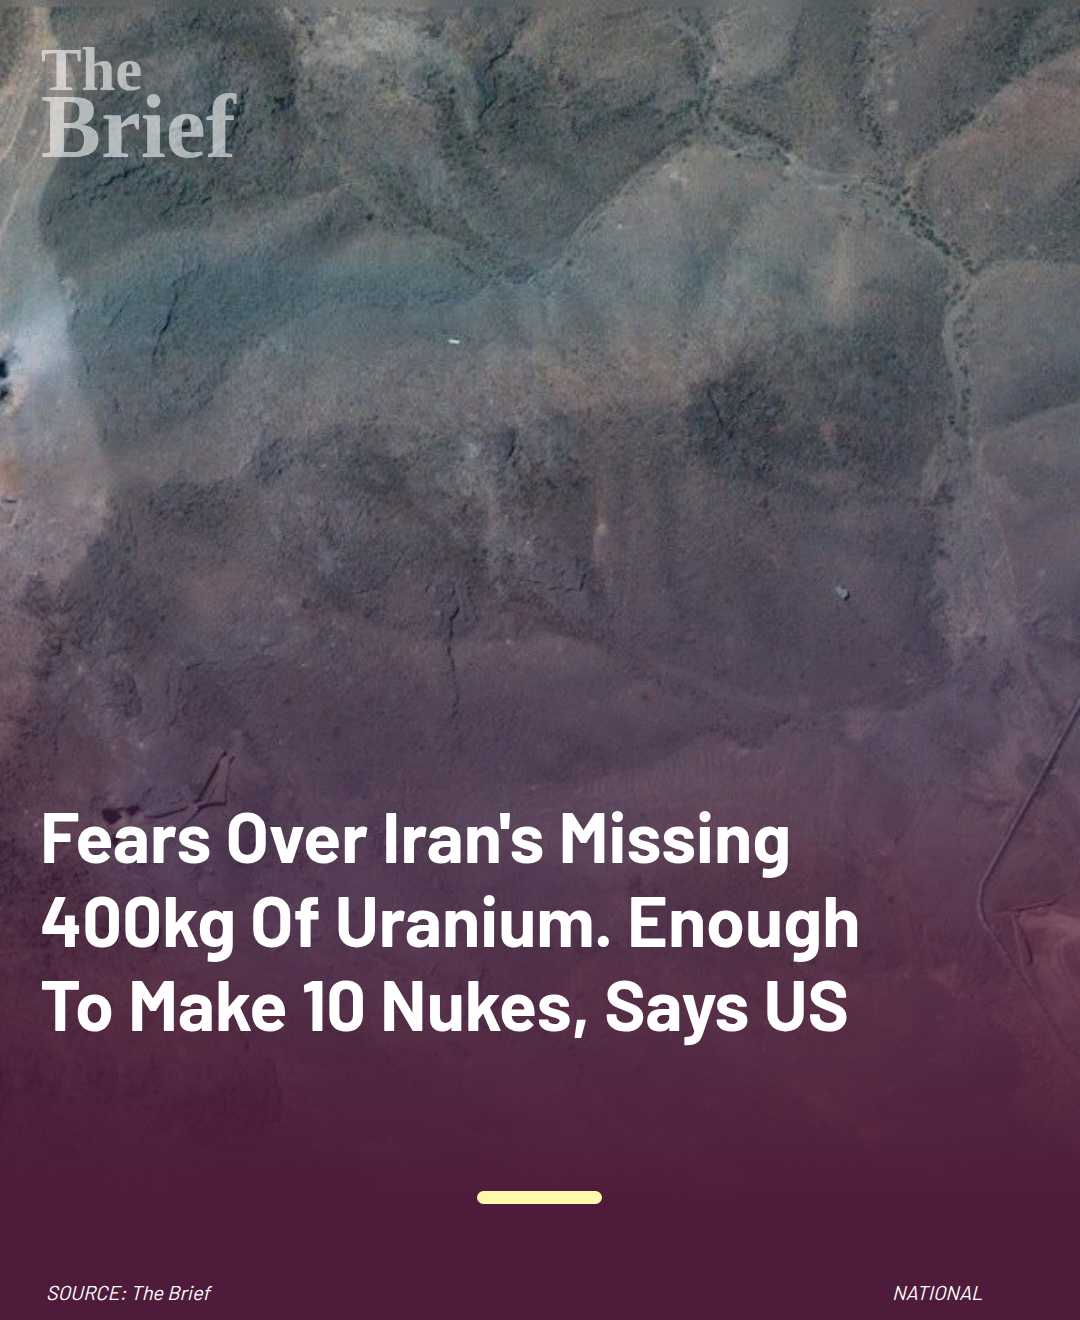 The
Brief
Fears Over Iran's Missing
400kg Of Uranium. Enough
To Make 10 Nukes, Says US
SOURCE: The Brief
NATIONAL